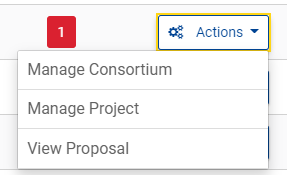 1 Actions
Manage Consortium
Manage Project
View Proposal